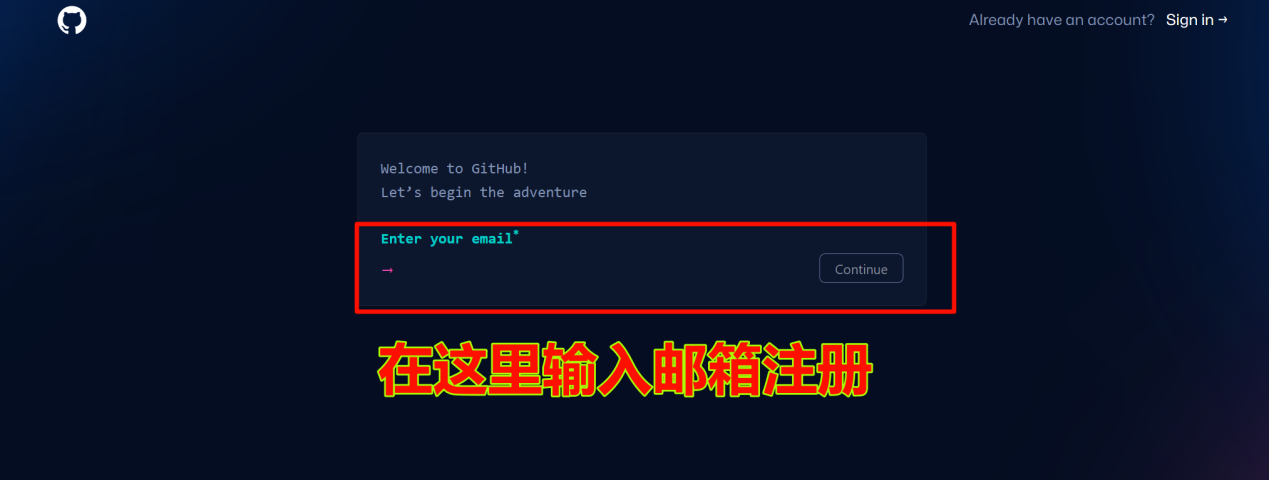 Already have an account? Sign in →
Welcome to GitHub!
Let’s begin the adventure
Enter your email*
→ Continue
在这里输入邮箱注册